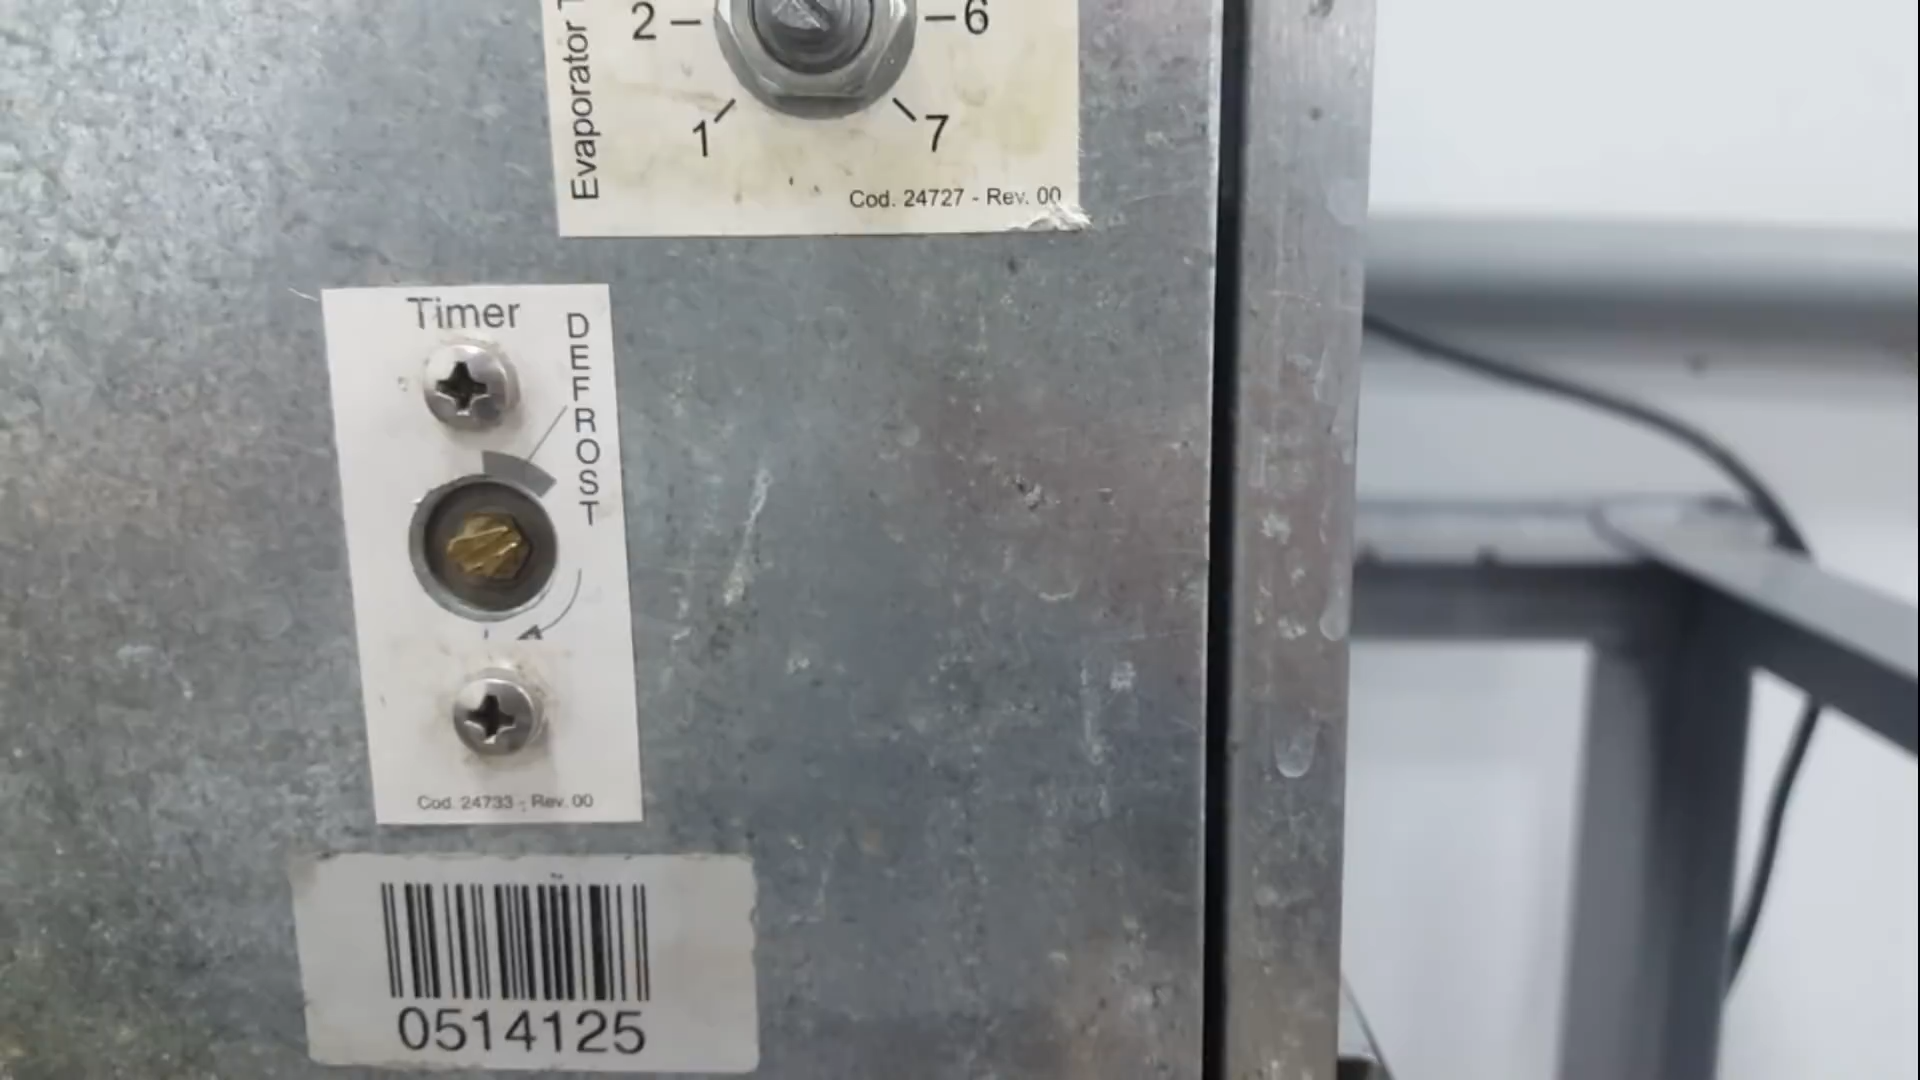 Evaporator
2
6
1
7
Cod. 24727 - Rev. 00
Timer
DEFROST
Cod. 24733 - Rev. 00
0514125